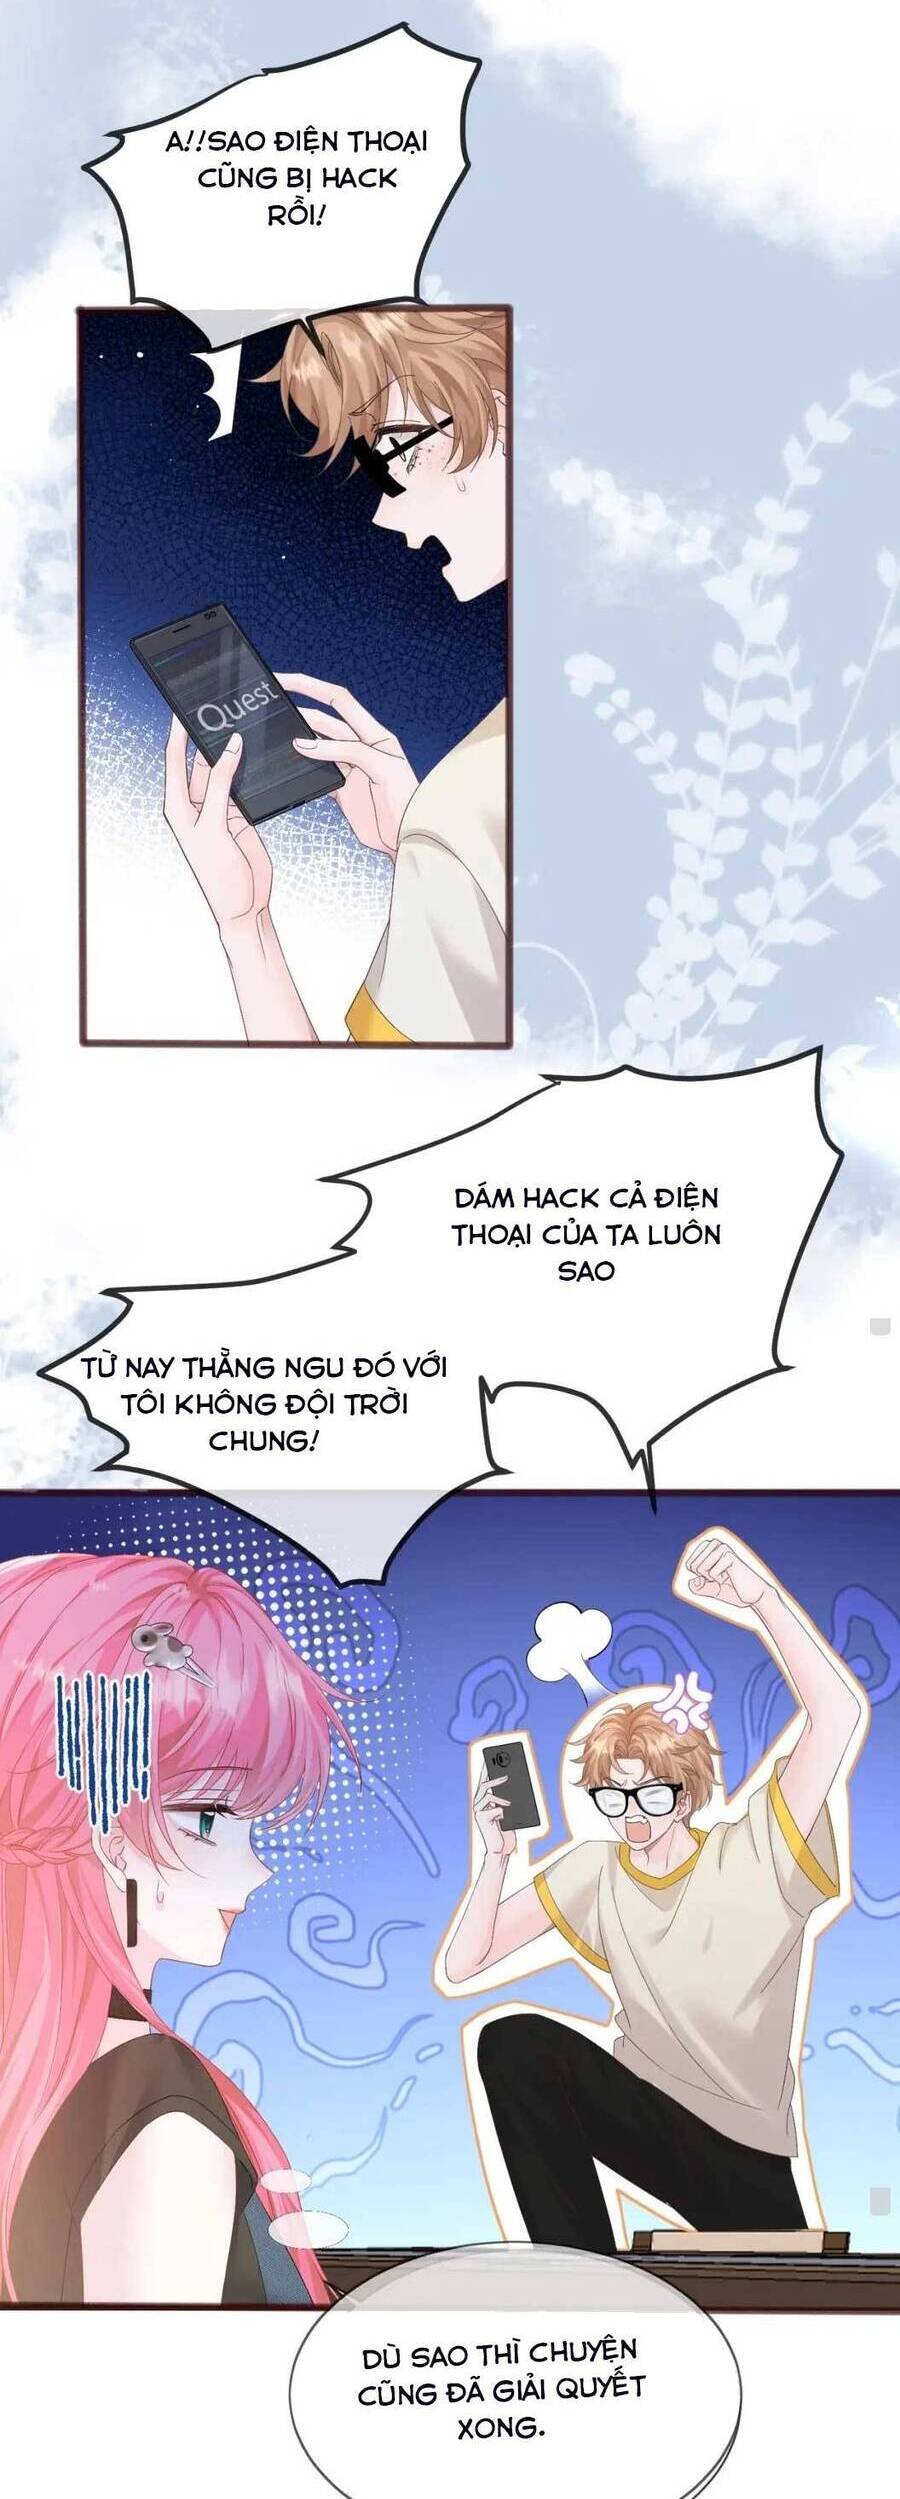 A!!SAO ĐIỆN THOẠI
CŨNG BỊ HACK
RỒI!
Quest
DÁM HACK CẢ ĐIỆN
THOẠI CỦA TA LUÔN
SAO
TỪ NAY THẰNG NGU ĐÓ VỚI
TÔI KHÔNG ĐỘI TRỜI
CHUNG!
DÙ SAO THÌ CHUYỆN
CŨNG ĐÃ GIẢI QUYẾT
XONG.